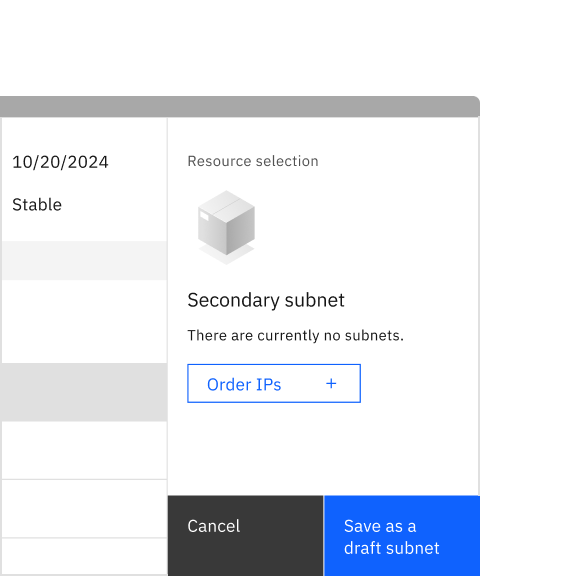 10/20/2024
Stable
Resource selection
Secondary subnet
There are currently no subnets.
Order IPs +
Cancel
Save as a
draft subnet